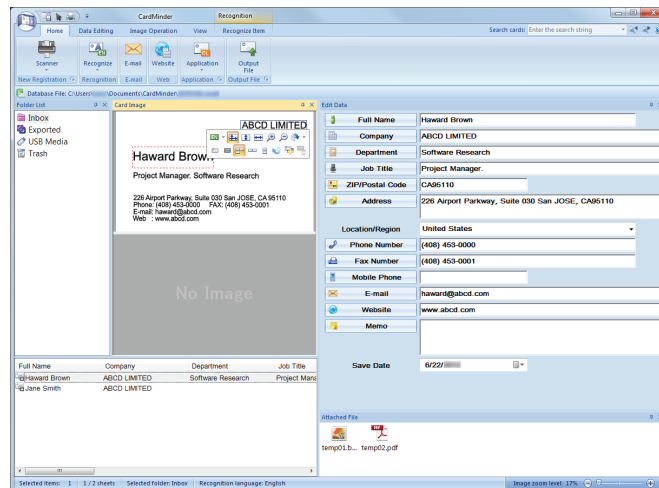 CardMinder
Recognition
Home Data Editing Image Operation View Recognize Item
Search cards: Enter the search string
Scanner Recognize E-mail Website Application Output File
New Registration Recognition E-mail Web Application Output File
Database File: C:\Users\ \Documents\CardMinder\
Folder List
Inbox
Exported
USB Media
Trash
Card Image
ABCD LIMITED
Haward Brown
Project Manager. Software Research
226 Airport Parkway, Suite 030 San JOSE, CA 95110
Phone: (408) 453-0000 FAX: (408) 453-0001
E-mail: haward@abcd.com
Web : www.abcd.com
No Image
Edit Data
Full Name Haward Brown
Company ABCD LIMITED
Department Software Research
Job Title Project Manager.
ZIP/Postal Code CA95110
Address 226 Airport Parkway, Suite 030 San JOSE, CA95110
Location/Region United States
Phone Number (408) 453-0000
Fax Number (408) 453-0001
Mobile Phone
E-mail haward@abcd.com
Website www.abcd.com
Memo
Save Date 6/22/
Full Name Company Department Job Title
Haward Brown ABCD LIMITED Software Research Project Mana
Jane Smith ABCD LIMITED
Attached File
temp01.b... temp02.pdf
Selected items: 1 1 / 2 sheets Selected folder: Inbox Recognition language: English Image zoom level: 17%